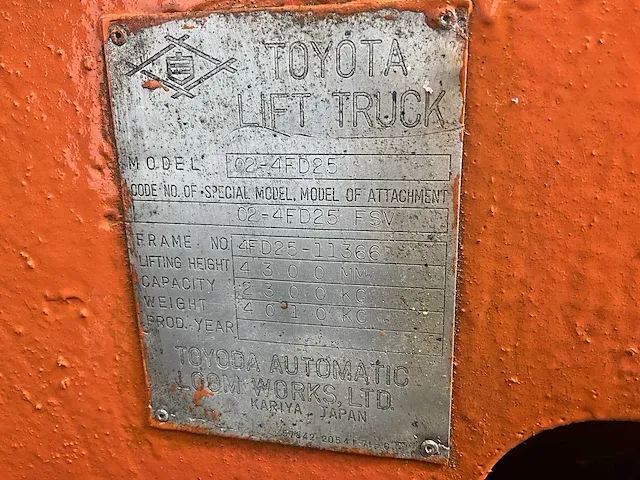 TOYOTA
LIFT TRUCK
MODEL 02-4FD25
CODE NO. OF SPECIAL MODEL, MODEL OF ATTACHMENT
02-4FD25 FSV
FRAME NO 4FD25-11366
LIFTING HEIGHT 4300 MM
CAPACITY 2300 KG
WEIGHT 4010 KG
PROD. YEAR
TOYODA AUTOMATIC
LOOM WORKS, LTD.
KARIYA JAPAN